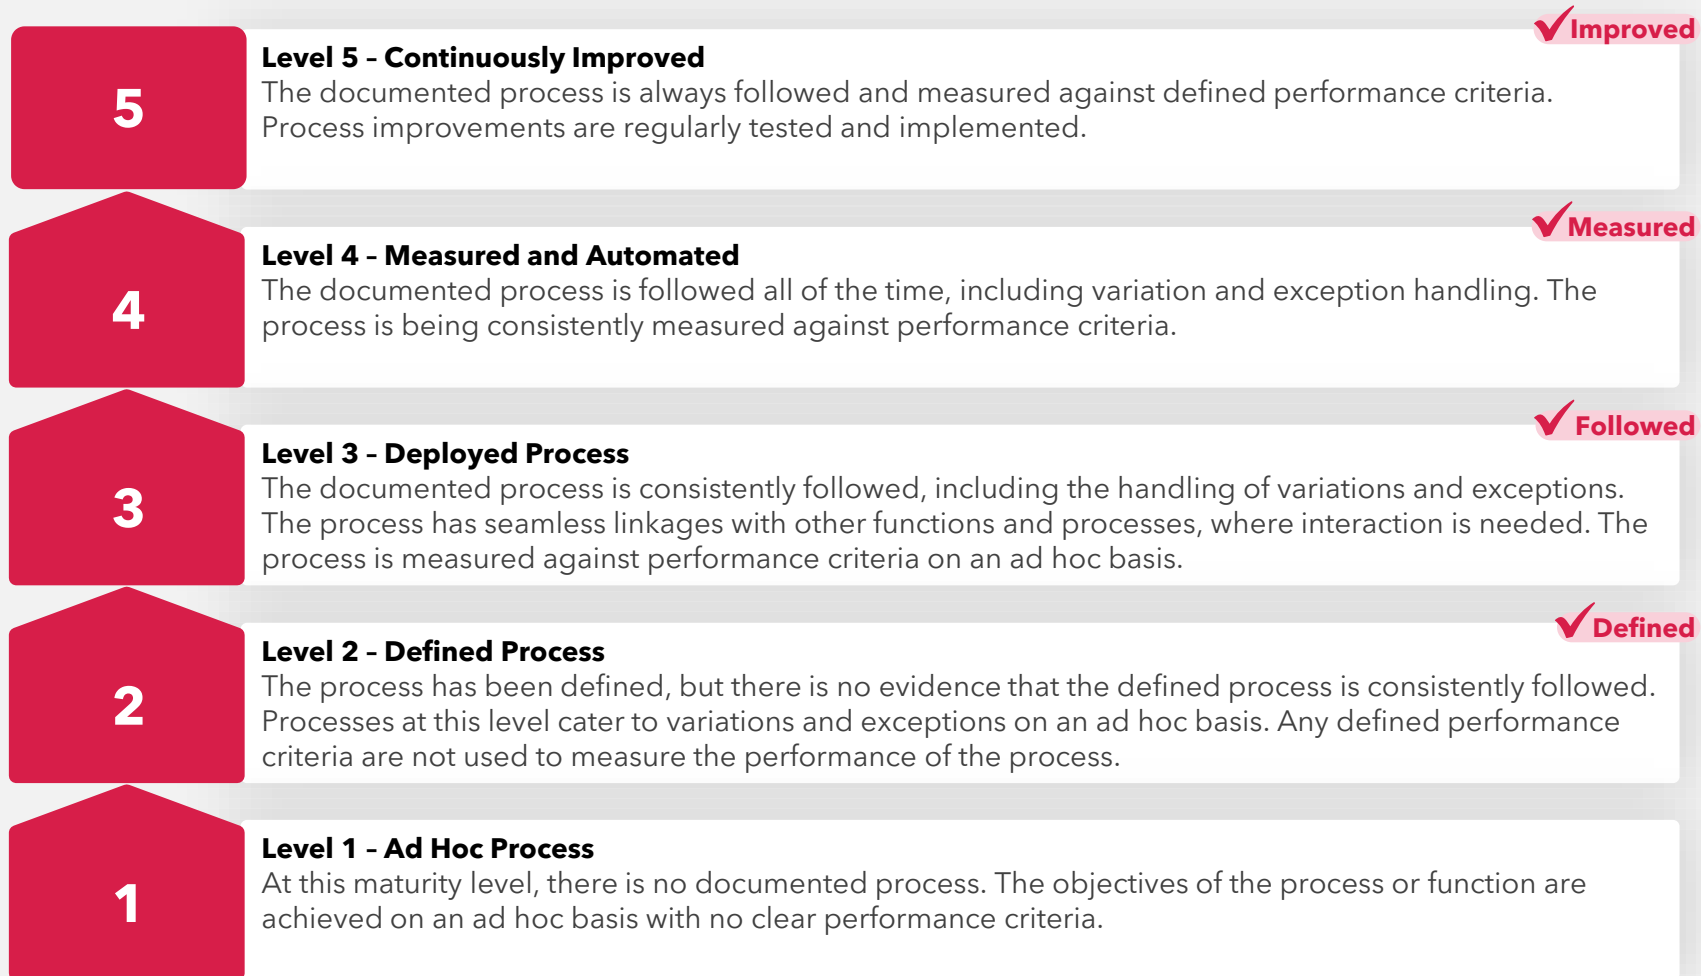 Improved
5
Level 5 – Continuously Improved
The documented process is always followed and measured against defined performance criteria.
Process improvements are regularly tested and implemented.
Measured
4
Level 4 – Measured and Automated
The documented process is followed all of the time, including variation and exception handling. The
process is being consistently measured against performance criteria.
Followed
3
Level 3 – Deployed Process
The documented process is consistently followed, including the handling of variations and exceptions.
The process has seamless linkages with other functions and processes, where interaction is needed. The
process is measured against performance criteria on an ad hoc basis.
Defined
2
Level 2 – Defined Process
The process has been defined, but there is no evidence that the defined process is consistently followed.
Processes at this level cater to variations and exceptions on an ad hoc basis. Any defined performance
criteria are not used to measure the performance of the process.
1
Level 1 – Ad Hoc Process
At this maturity level, there is no documented process. The objectives of the process or function are
achieved on an ad hoc basis with no clear performance criteria.